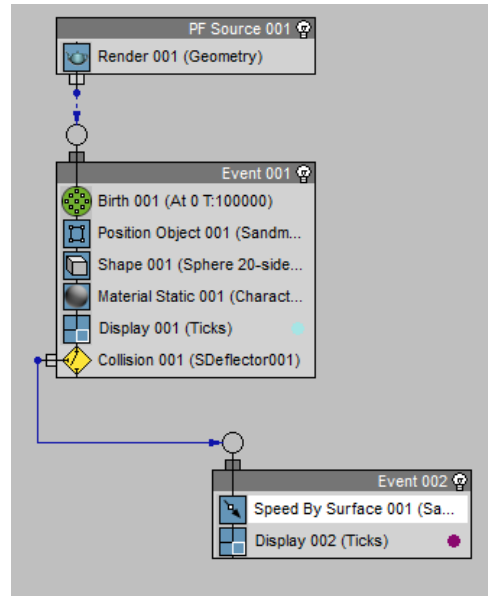 PF Source 001
Render 001 (Geometry)
Event 001
Birth 001 (At 0 T:100000)
Position Object 001 (Sandm...
Shape 001 (Sphere 20-side...
Material Static 001 (Charact...
Display 001 (Ticks)
Collision 001 (SDeflector001)
Event 002
Speed By Surface 001 (Sa...
Display 002 (Ticks)